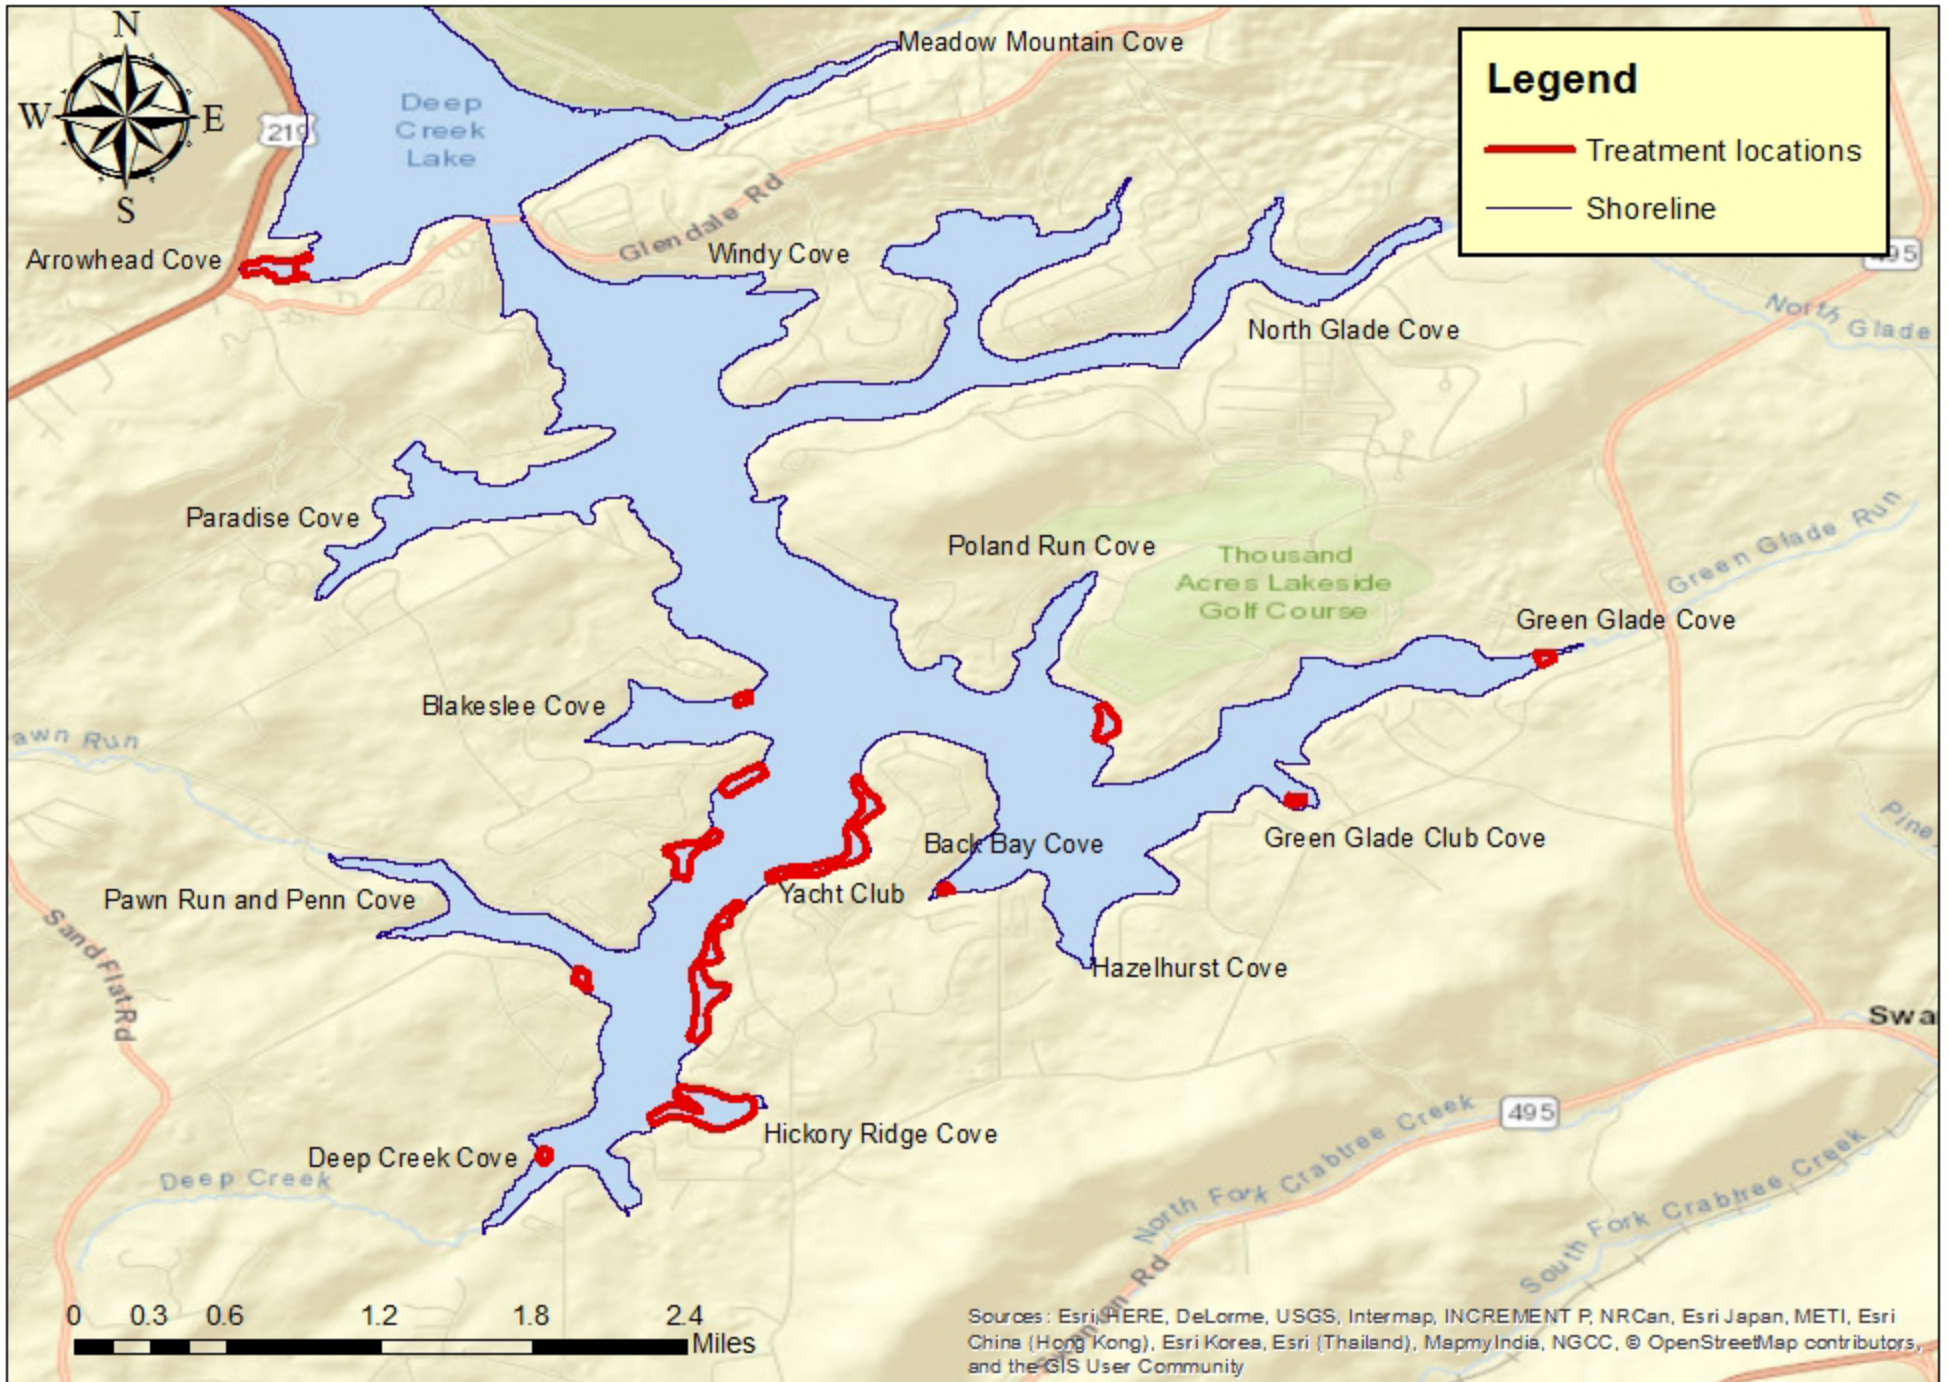 N
W
E
S
Meadow Mountain Cove
Legend
Treatment locations
Shoreline
Deep
Creek
Lake
219
Glendale Rd
Arrowhead Cove
Windy Cove
495
North Glade
North Glade Cove
Paradise Cove
Poland Run Cove
Thousand
Acres Lakeside
Golf Course
Green Glade Run
Green Glade Cove
Blakeslee Cove
awn Run
Pine
Back Bay Cove
Green Glade Club Cove
Pawn Run and Penn Cove
Yacht Club
Sand Flat Rd
Hazelhurst Cove
Swa
495
Hickory Ridge Cove
Deep Creek Cove
Deep Creek
North Fork Crabtree Creek
South Fork Crabtree Creek
Rd
0 0.3 0.6 1.2 1.8 2.4
Miles
Sources: Esri, HERE, DeLorme, USGS, Intermap, INCREMENT P, NRCan, Esri Japan, METI, Esri
China (Hong Kong), Esri Korea, Esri (Thailand), MapmyIndia, NGCC, © OpenStreetMap contributors,
and the GIS User Community